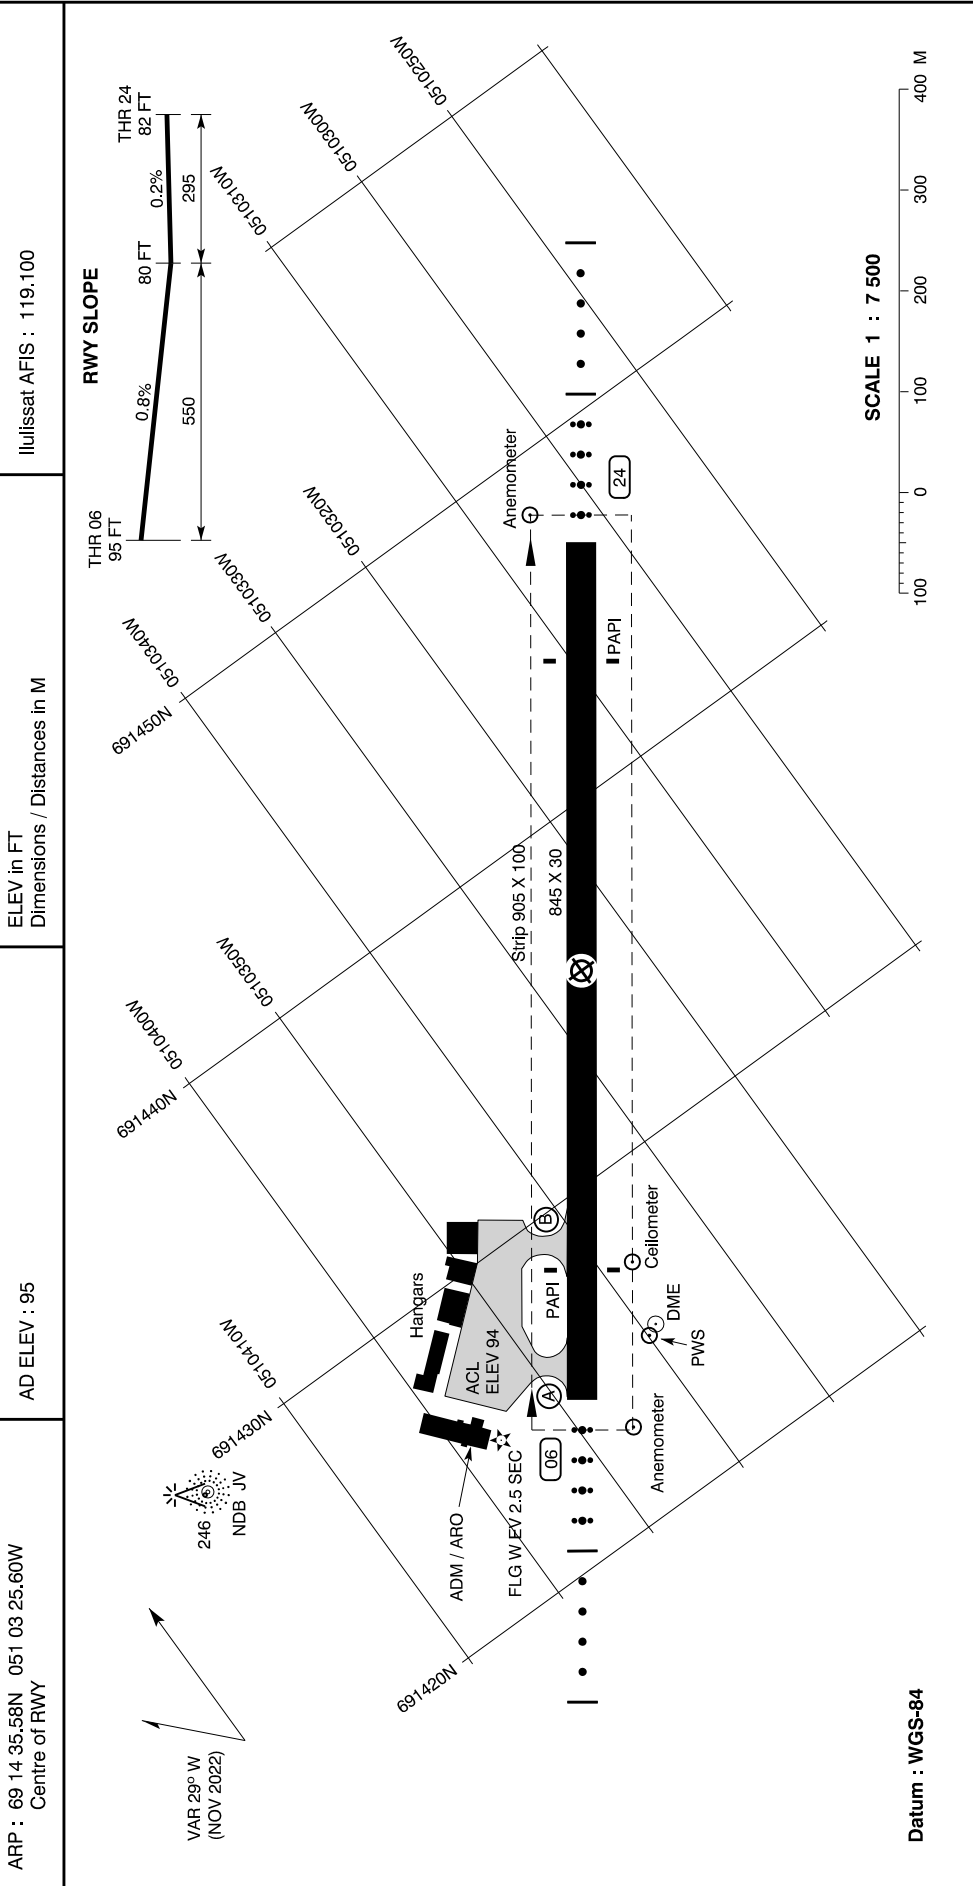 ARP : 69 14 35.58N 051 03 25.60W
Centre of RWY
AD ELEV : 95
ELEV in FT
Dimensions / Distances in M
Ilulissat AFIS : 119.100
VAR 29° W
(NOV 2022)
RWY SLOPE
THR 06
95 FT
0.8%
550
80 FT
0.2%
295
THR 24
82 FT
246
NDB JV
691420N
691430N
691440N
691450N
0510410W
0510400W
0510350W
0510340W
0510330W
0510320W
0510310W
0510300W
0510250W
ADM / ARO
FLG W EV 2.5 SEC
Hangars
ACL
ELEV 94
A
B
PAPI
06
Strip 905 X 100
845 X 30
Anemometer
24
PAPI
Anemometer
PWS
DME
Ceilometer
SCALE 1 : 7 500
100 0 100 200 300 400 M
Datum : WGS-84